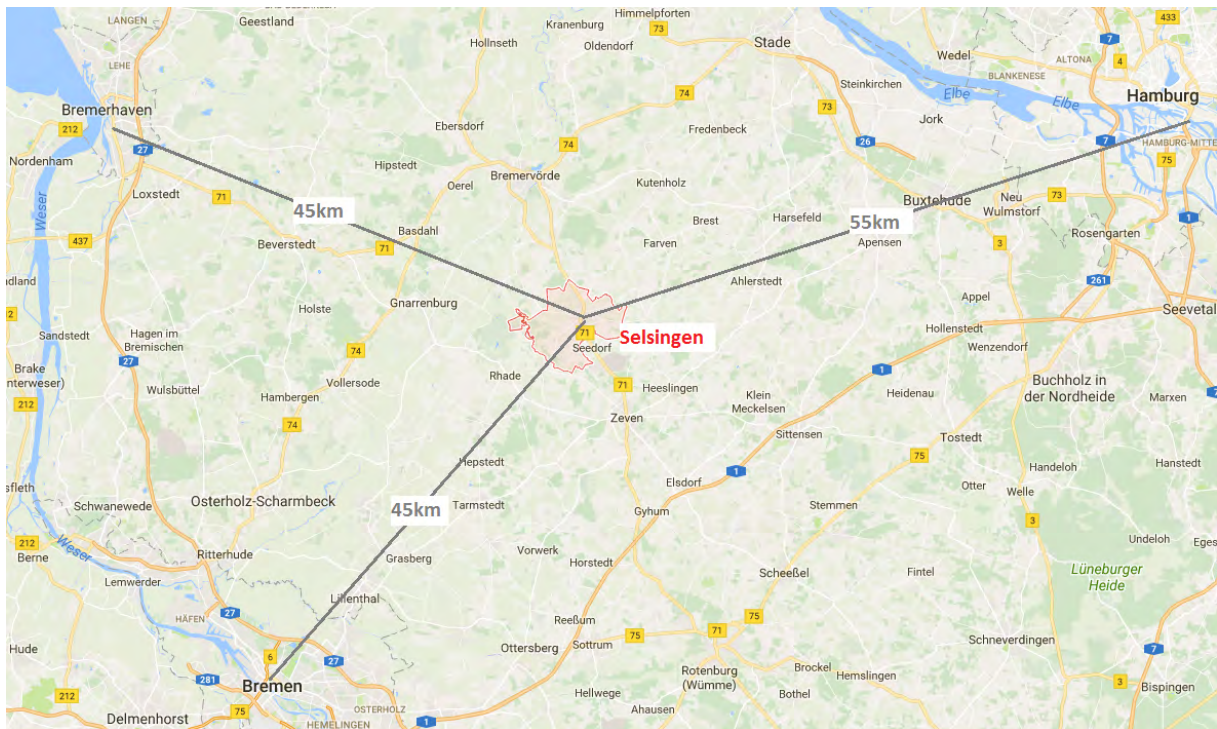 LANGEN
Geestland
Himmelpforten
Kranenburg
73
Oldendorf
Hollnseth
Stade
73
7
433
Wedel
ALTONA
4
BLANKENESE
LEHE
Steinkirchen
Elbe
Elbe
Hamburg
Bremerhaven
212
74
73
Jork
Ebersdorf
Fredenbeck
26
7
HAMBURG-MITTE
75
Nordenham
27
Hipstedt
74
Bremervörde
Oerel
Kutenholz
Loxstedt
71
Buxtehude
Neu
Wulmstorf
73
Weser
45km
Brest
Harsefeld
55km
1
437
Beverstedt
71
Basdahl
Farven
Apensen
3
Rosengarten
261
Ahlerstedt
Appel
Gnarrenburg
Holste
Seevetal
Sandstedt
Hagen im
Bremischen
71
Selsingen
Hollenstedt
Seedorf
Wenzendorf
74
27
Brake
Vollersode
Rhade
1
Wulsbüttel
71
Heeslingen
Heidenau
Buchholz in
der Nordheide
Hambergen
Klein
Meckelsen
Marxen
212
74
Zeven
Sittensen
Tostedt
75
Hepstedt
1
Handeloh
Hanstedt
Elsdorf
Otter
Welle
Osterholz-Scharmbeck
Schwanewede
45km
Tarmstedt
Gyhum
Stemmen
3
Weser
212
Berne
Ritterhude
Grasberg
Vorwerk
Horstedt
Undeloh
Scheeßel
Fintel
Lüneburger
Heide
Lemwerder
Lilienthal
27
HÄFEN
Reeßum
75
Hude
Ottersberg
Sottrum
75
71
Schneverdingen
7
6
27
281
212
Bremen
Rotenburg
(Wümme)
Brockel
Hemslingen
3
Bispingen
75
OSTERHOLZ
Hellwege
Bothel
Delmenhorst
HEMELINGEN
1
Ahausen